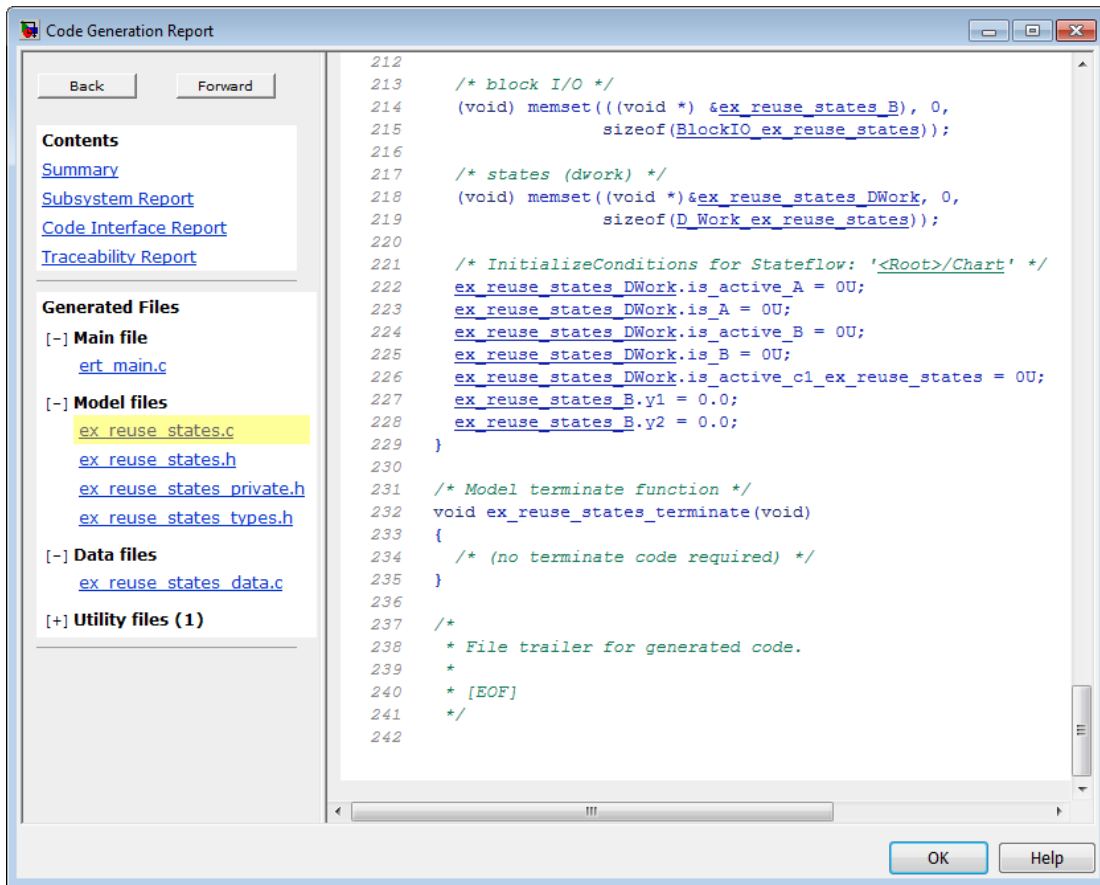 Code Generation Report
Back Forward
Contents
Summary
Subsystem Report
Code Interface Report
Traceability Report
Generated Files
[-] Main file
ert_main.c
[-] Model files
ex_reuse_states.c
ex_reuse_states.h
ex_reuse_states_private.h
ex_reuse_states_types.h
[-] Data files
ex_reuse_states_data.c
[+] Utility files (1)
212
213 /* block I/O */
214 (void) memset(((void *) &ex_reuse_states_B), 0,
215 sizeof(BlockIO_ex_reuse_states));
216
217 /* states (dwork) */
218 (void) memset((void *)&ex_reuse_states_DWork, 0,
219 sizeof(D_Work_ex_reuse_states));
220
221 /* InitializeConditions for Stateflow: '<Root>/Chart' */
222 ex_reuse_states_DWork.is_active_A = 0U;
223 ex_reuse_states_DWork.is_A = 0U;
224 ex_reuse_states_DWork.is_active_B = 0U;
225 ex_reuse_states_DWork.is_B = 0U;
226 ex_reuse_states_DWork.is_active_c1_ex_reuse_states = 0U;
227 ex_reuse_states_B.y1 = 0.0;
228 ex_reuse_states_B.y2 = 0.0;
229 }
230
231 /* Model terminate function */
232 void ex_reuse_states_terminate(void)
233 {
234 /* (no terminate code required) */
235 }
236
237 /*
238 * File trailer for generated code.
239 *
240 * [EOF]
241 */
242
OK Help